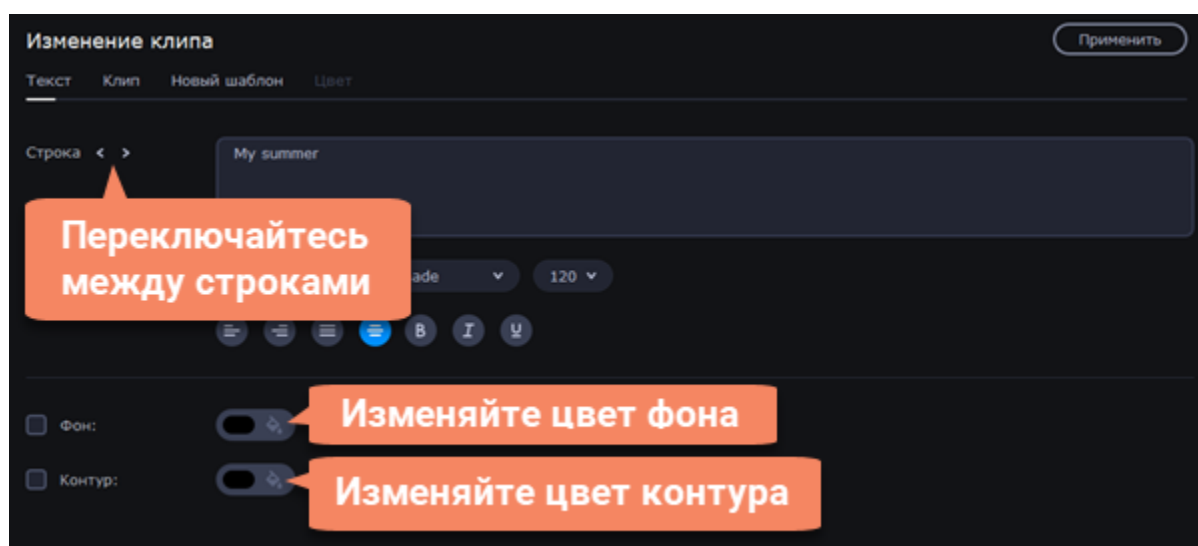 Изменение клипа
Применить
Текст Клип Новый шаблон Цвет
Строка < >
My summer
Переключайтесь
между строками
120
B I U
Фон:
Изменяйте цвет фона
Контур:
Изменяйте цвет контура